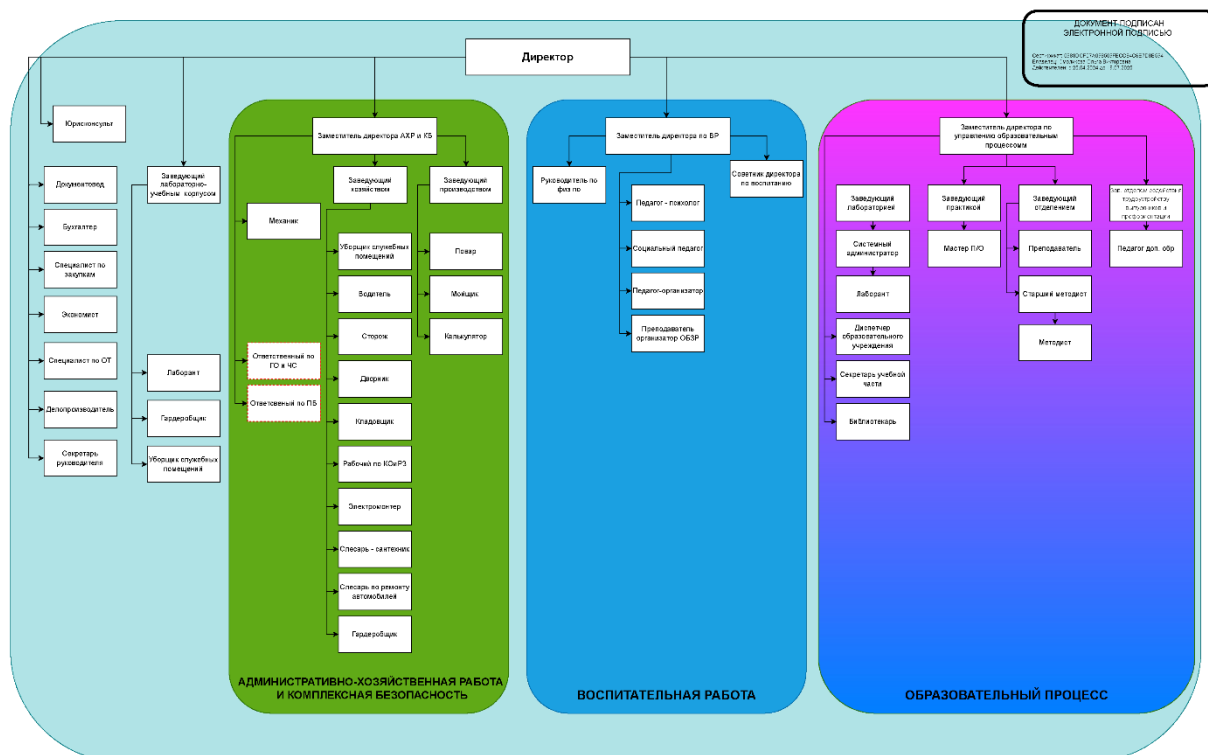 ДОКУМЕНТ ПОДПИСАН
ЭЛЕКТРОННОЙ ПОДПИСЬЮ
Директор
Юрисконсульт
Документовед
Бухгалтер
Специалист по
закупкам
Экономист
Специалист по ОТ
Делопроизводитель
Секретарь
руководителя
Заведующий
лабораторно-
учебным корпусом
Лаборант
Гардеробщик
Уборщик служебных
помещений
Заместитель директора АХР и КБ
Механик
Ответственный по
ГО и ЧС
Ответсвеный по ПБ
Заведующий
хозяйством
Уборщик служебных
помещений
Водитель
Сторож
Дворник
Кладовщик
Рабочий по КОиРЗ
Электромонтер
Слесарь - сантехник
Слесарь по ремонту
автомобилей
Гардеробщик
Заведующий
производством
Повар
Мойщик
Калькулятор
АДМИНИСТРАТИВНО-ХОЗЯЙСТВЕННАЯ РАБОТА
И КОМПЛЕКСНАЯ БЕЗОПАСНОСТЬ
Заместитель директора по ВР
Руководитель по
физ по
Советник директора
по воспитанию
Педагог - психолог
Социальный педагог
Педагог-организатор
Преподаватель
организатор ОБЗР
ВОСПИТАТЕЛЬНАЯ РАБОТА
Заместитель директора по
управлению образовательным
процессомм
Заведующий
лабораторией
Системный
администратор
Лаборант
Диспетчер
образовательного
учреждения
Секретарь учебной
части
Библиотекарь
Заведующий
практикой
Мастер П/О
Заведующий
отделением
Преподаватель
Старший методист
Методист
содействия
трудоустройству
выпускников и
профориентации
Педагог доп. обр
ОБРАЗОВАТЕЛЬНЫЙ ПРОЦЕСС